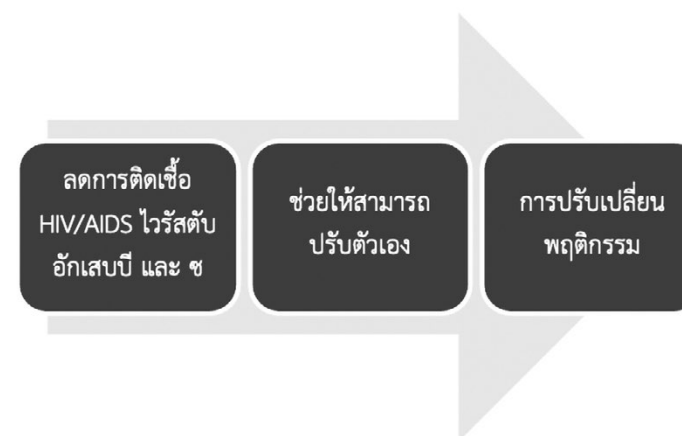 ลดการติดเชื้อ
HIV/AIDS ไวรัสตับ
อักเสบบี และ ซ
ช่วยให้สามารถ
ปรับตัวเอง
การปรับเปลี่ยน
พฤติกรรม